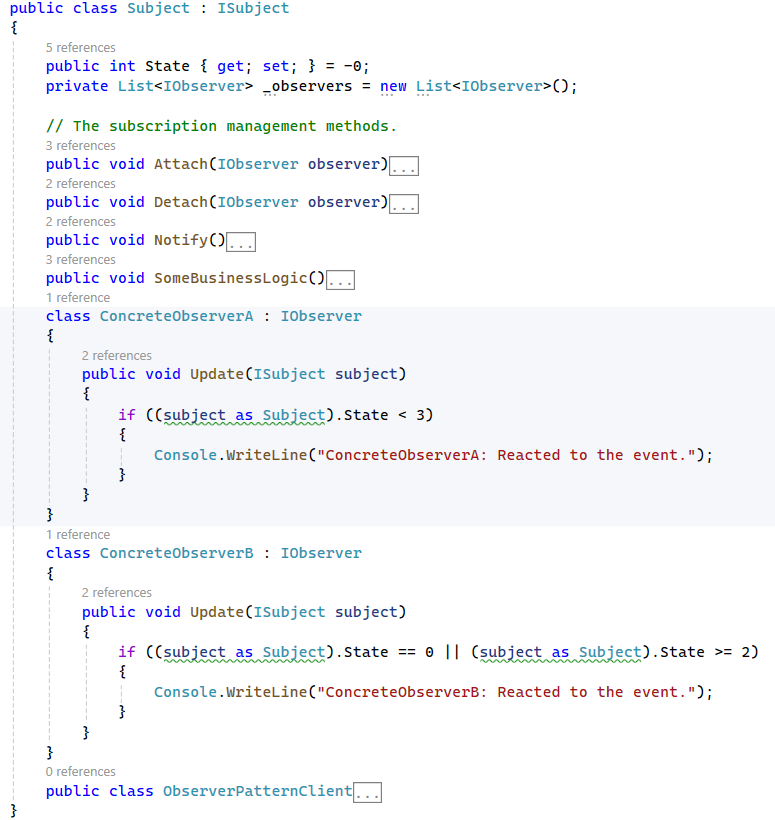 public class Subject : ISubject
{
5 references
public int State { get; set; } = -0;
private List<IObserver> _observers = new List<IObserver>();
// The subscription management methods.
3 references
public void Attach(IObserver observer)...
2 references
public void Detach(IObserver observer)...
2 references
public void Notify()...
3 references
public void SomeBusinessLogic()...
1 reference
class ConcreteObserverA : IObserver
{
2 references
public void Update(ISubject subject)
{
if ((subject as Subject).State < 3)
{
Console.WriteLine("ConcreteObserverA: Reacted to the event.");
}
}
}
1 reference
class ConcreteObserverB : IObserver
{
2 references
public void Update(ISubject subject)
{
if ((subject as Subject).State == 0 || (subject as Subject).State >= 2)
{
Console.WriteLine("ConcreteObserverB: Reacted to the event.");
}
}
}
0 references
public class ObserverPatternClient...
}